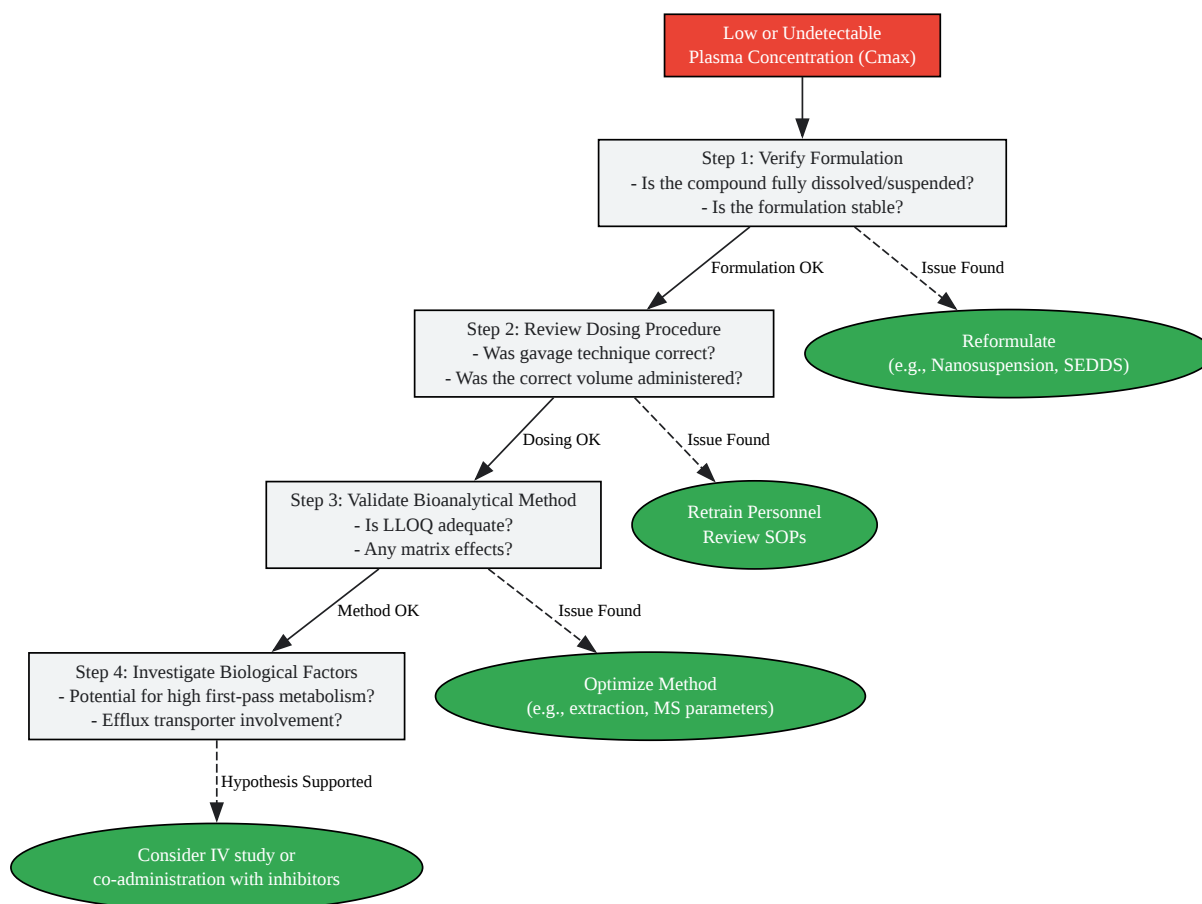 Low or Undetectable
Plasma Concentration (Cmax)
Step 1: Verify Formulation
- Is the compound fully dissolved/suspended?
- Is the formulation stable?
Formulation OK
Issue Found
Step 2: Review Dosing Procedure
- Was gavage technique correct?
- Was the correct volume administered?
Reformulate
(e.g., Nanosuspension, SEDDS)
Dosing OK
Issue Found
Step 3: Validate Bioanalytical Method
- Is LLOQ adequate?
- Any matrix effects?
Retrain Personnel
Review SOPs
Method OK
Issue Found
Step 4: Investigate Biological Factors
- Potential for high first-pass metabolism?
- Efflux transporter involvement?
Optimize Method
(e.g., extraction, MS parameters)
Hypothesis Supported
Consider IV study or
co-administration with inhibitors